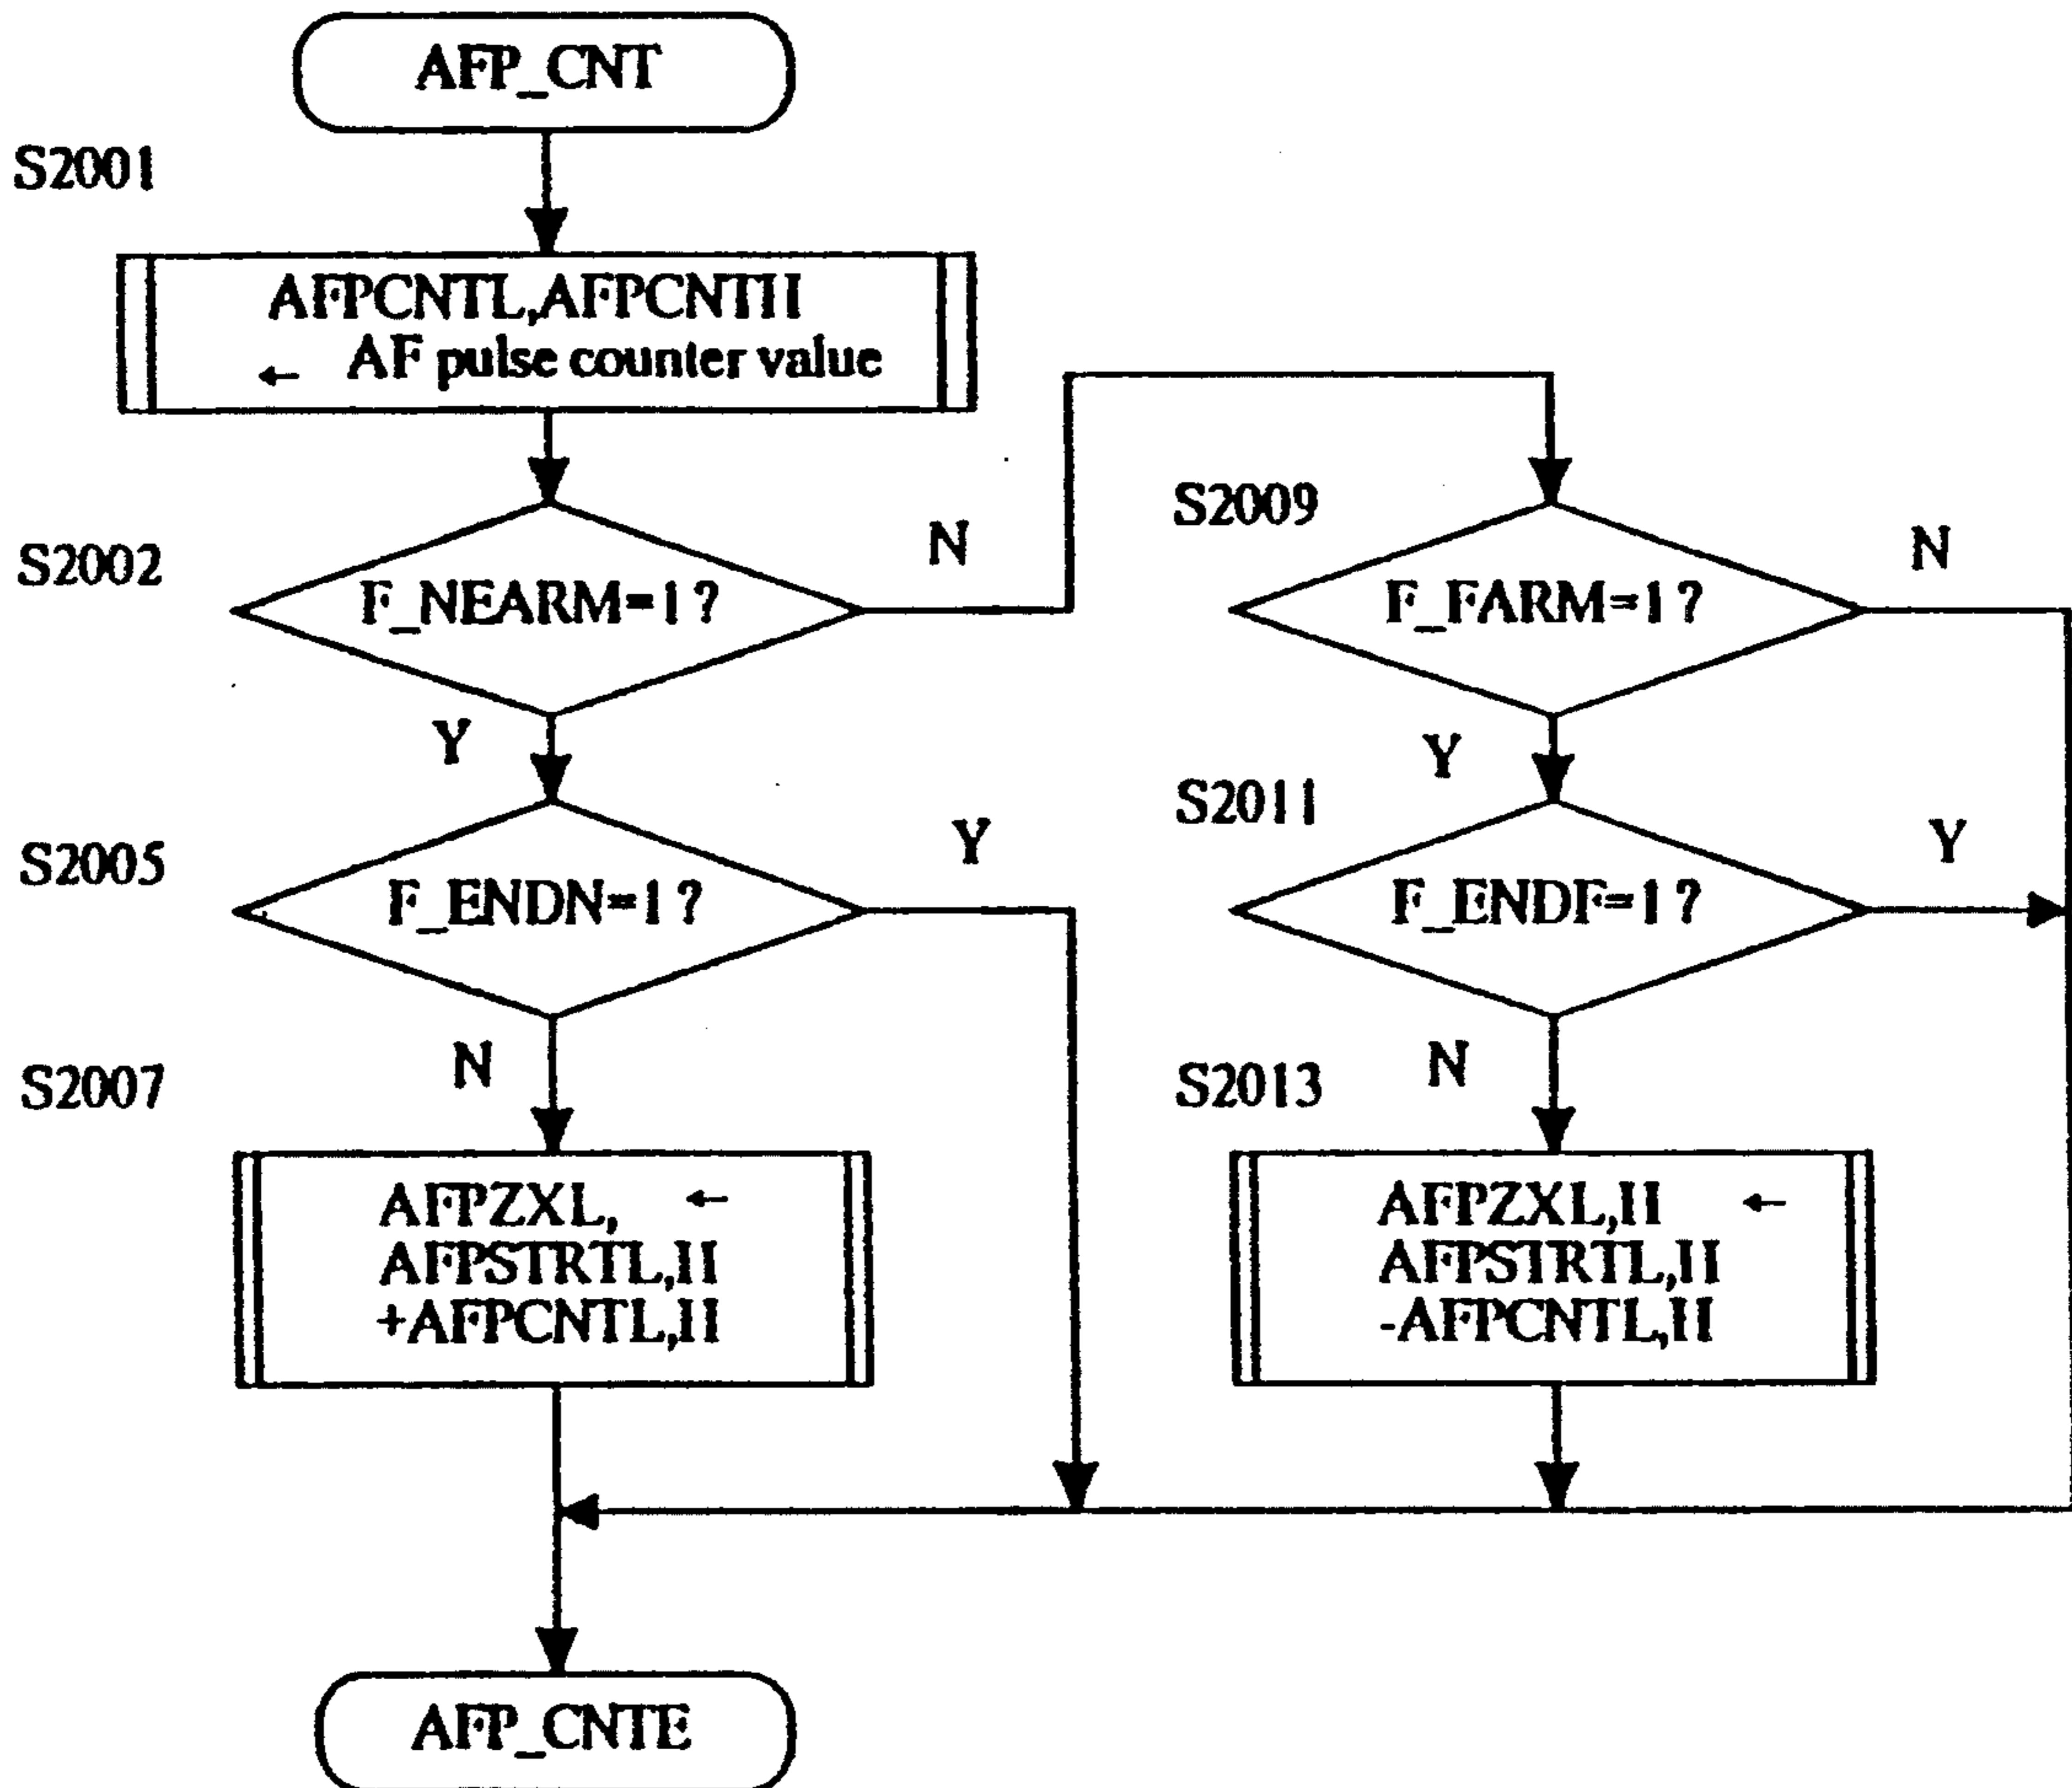 AFP_CNT
S2001
AFPCNTL,AFPCNTH
← AF pulse counter value
S2002
F_NEARM=1?
N
Y
S2005
F_ENDN=1?
Y
N
S2007
AFPZXL, ←
AFPSTRTL,H
+AFPCNTL,H
S2009
F_FARM=1?
N
Y
S2011
F_ENDF=1?
Y
N
S2013
AFPZXL,H ←
AFPSTRTL,H
-AFPCNTL,H
AFP_CNTE